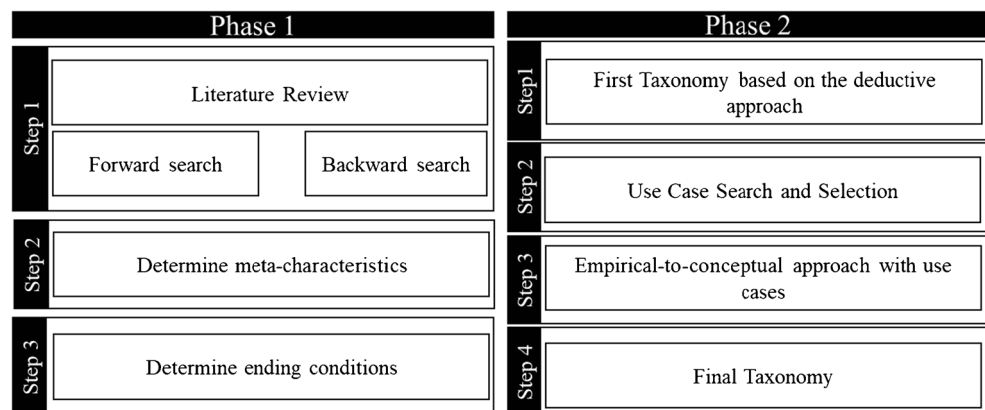 Phase 1
Step 1
Literature Review
Forward search
Backward search
Step 2
Determine meta-characteristics
Step 3
Determine ending conditions
Phase 2
Step1
First Taxonomy based on the deductive
approach
Step 2
Use Case Search and Selection
Step 3
Empirical-to-conceptual approach with use
cases
Step 4
Final Taxonomy